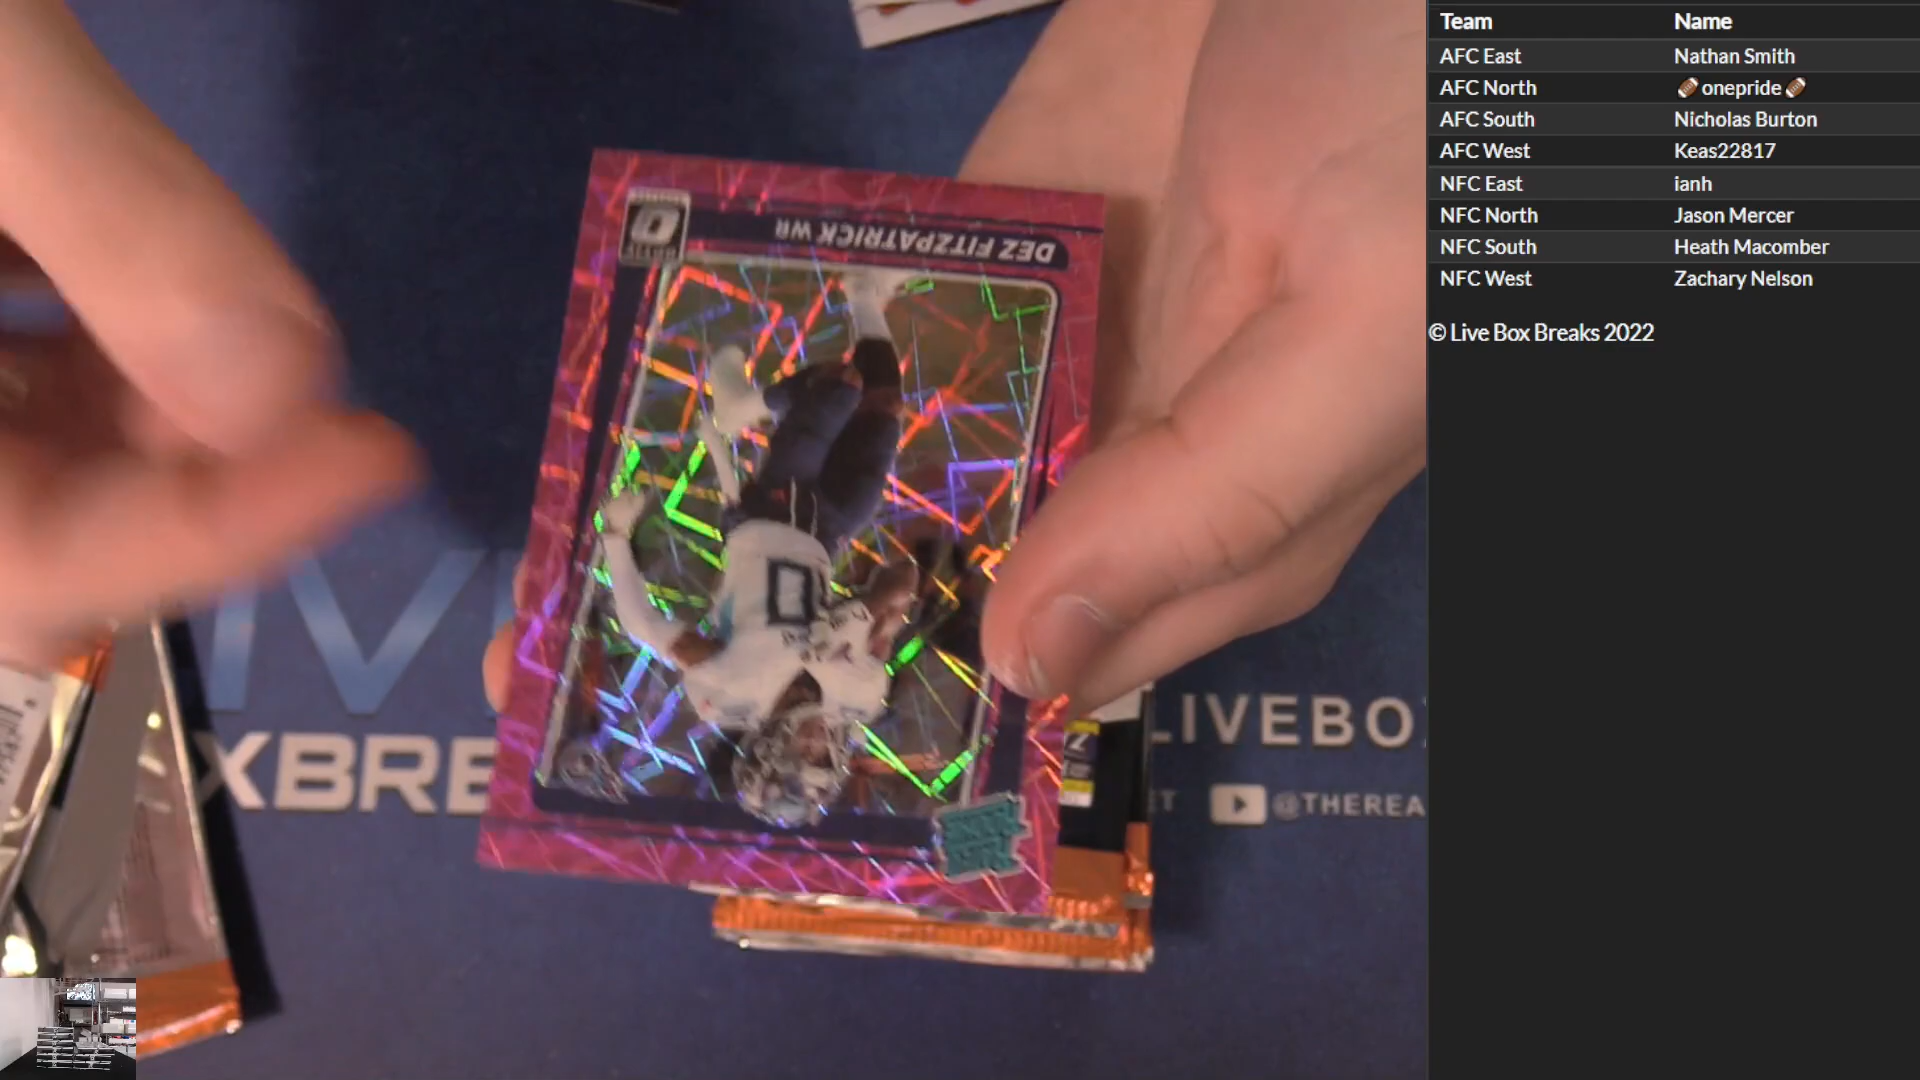 Team Name
AFC East Nathan Smith
AFC North 🏈onepride🏈
AFC South Nicholas Burton
AFC West Keas22817
NFC East ianh
NFC North Jason Mercer
NFC South Heath Macomber
NFC West Zachary Nelson
© Live Box Breaks 2022
DEZ FITZPATRICK WR
10
XBRE
LIVEBO
@THEREA